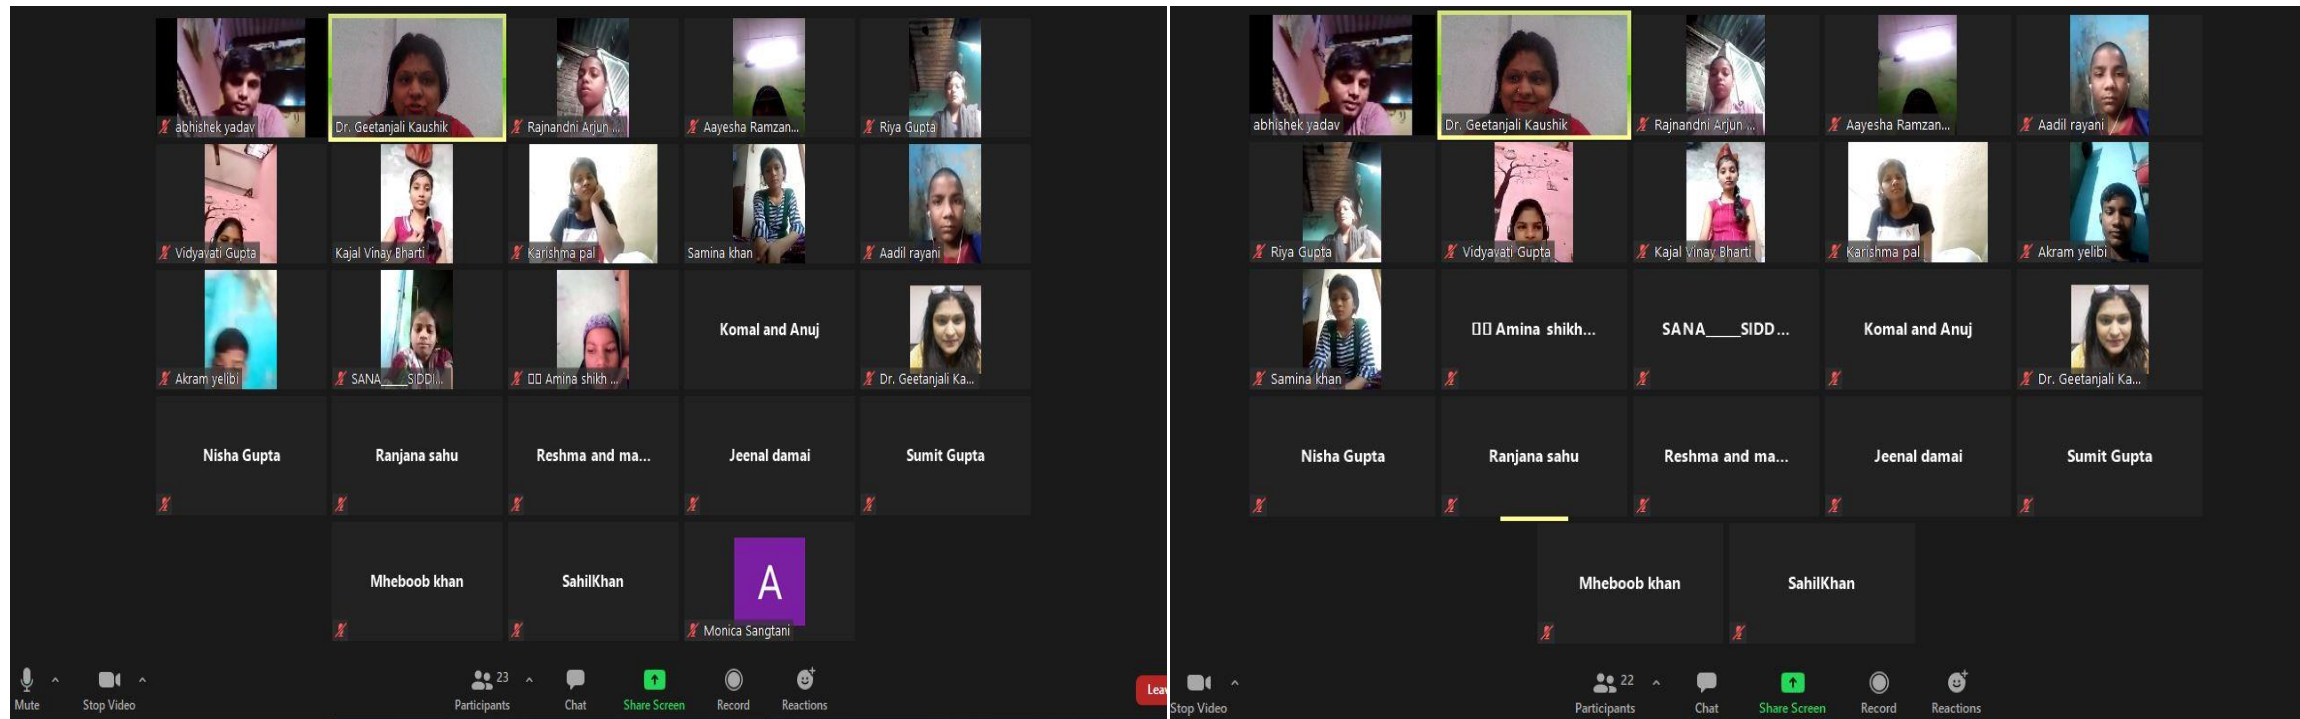 abhishek yadav
Dr. Geetanjali Kaushik
Rajnandni Arjun ...
Aayesha Ramzan...
Riya Gupta
Vidyavati Gupta
Kajal Vinay Bharti
Karishma pal
Samina khan
Aadil rayani
Akram yelibi
SANA____SIDDI...
Amina shikh ...
Komal and Anuj
Dr. Geetanjali Ka...
Nisha Gupta
Ranjana sahu
Reshma and ma...
Jeenal damai
Sumit Gupta
Mheboob khan
SahilKhan
A
Monica Sangtani
Mute
Stop Video
23
Participants
Chat
Share Screen
Record
Reactions
Leav
abhishek yadav
Dr. Geetanjali Kaushik
Rajnandni Arjun ...
Aayesha Ramzan...
Aadil rayani
Riya Gupta
Vidyavati Gupta
Kajal Vinay Bharti
Karishma pal
Akram yelibi
Samina khan
Amina shikh...
SANA____SIDD...
Komal and Anuj
Dr. Geetanjali Ka...
Nisha Gupta
Ranjana sahu
Reshma and ma...
Jeenal damai
Sumit Gupta
Mheboob khan
SahilKhan
Stop Video
22
Participants
Chat
Share Screen
Record
Reactions